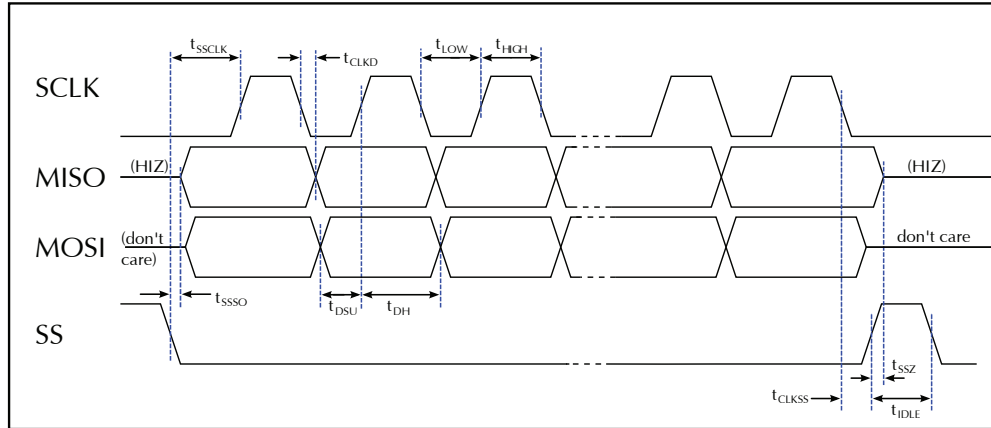 tSSCLK
tCLKD
tLOW
tHIGH
SCLK
MISO
(HIZ)
(HIZ)
MOSI
(don't
care)
don't care
tSSSO
tDSU
tDH
SS
tSSZ
tCLKSS
tIDLE